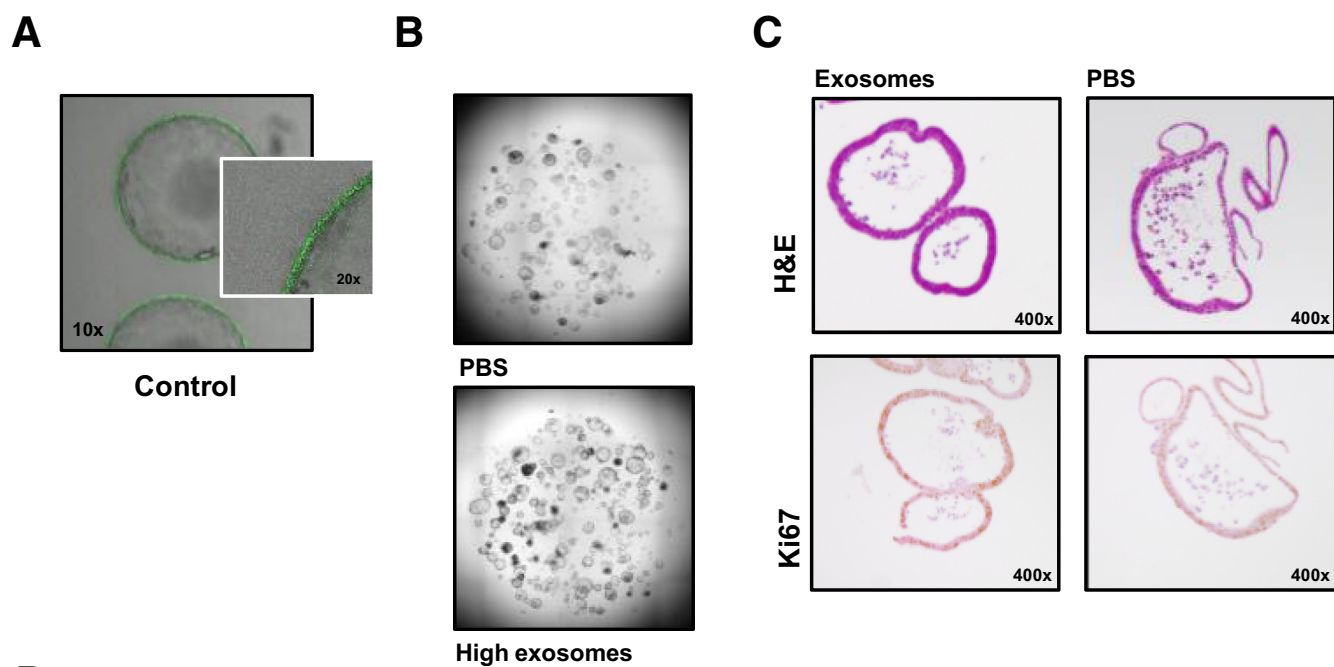 A
B
C
Exosomes
PBS
H&E
400x
400x
20x
10x
Control
PBS
Ki67
400x
400x
High exosomes